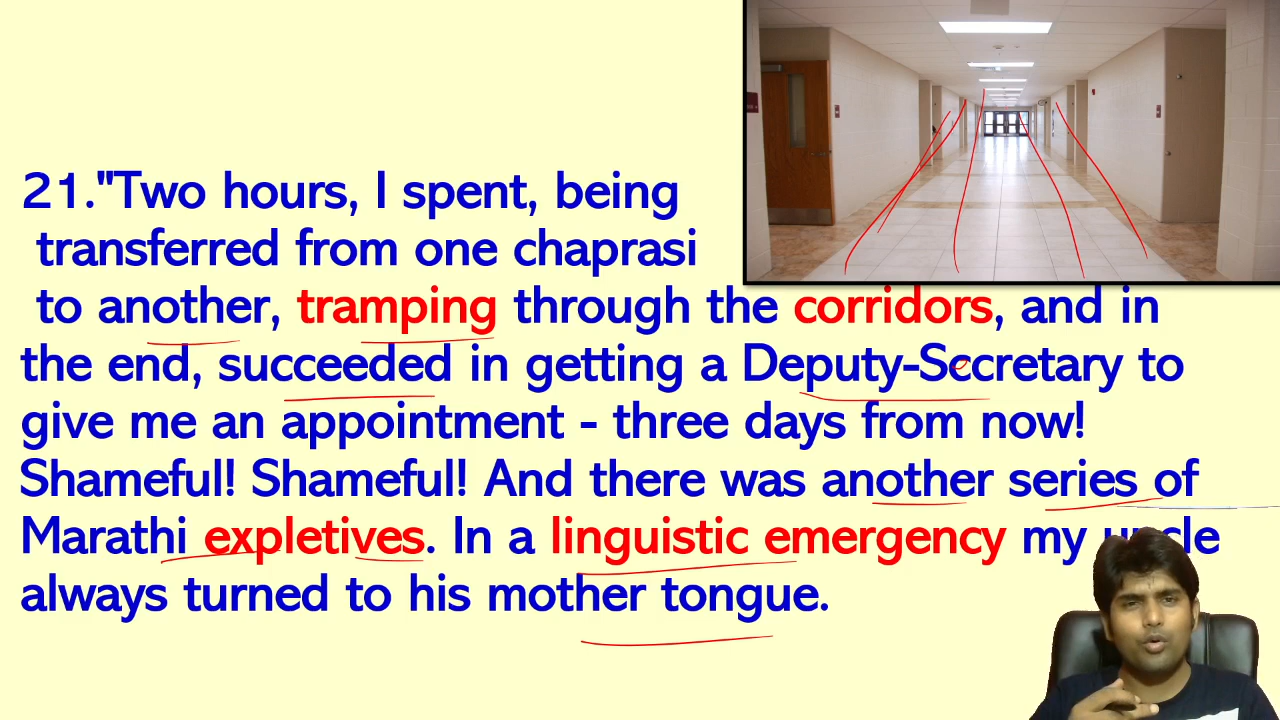 21."Two hours, I spent, being
transferred from one chaprasi
to another, tramping through the corridors, and in
the end, succeeded in getting a Deputy-Secretary to
give me an appointment - three days from now!
Shameful! Shameful! And there was another series of
Marathi expletives. In a linguistic emergency my uncle
always turned to his mother tongue.